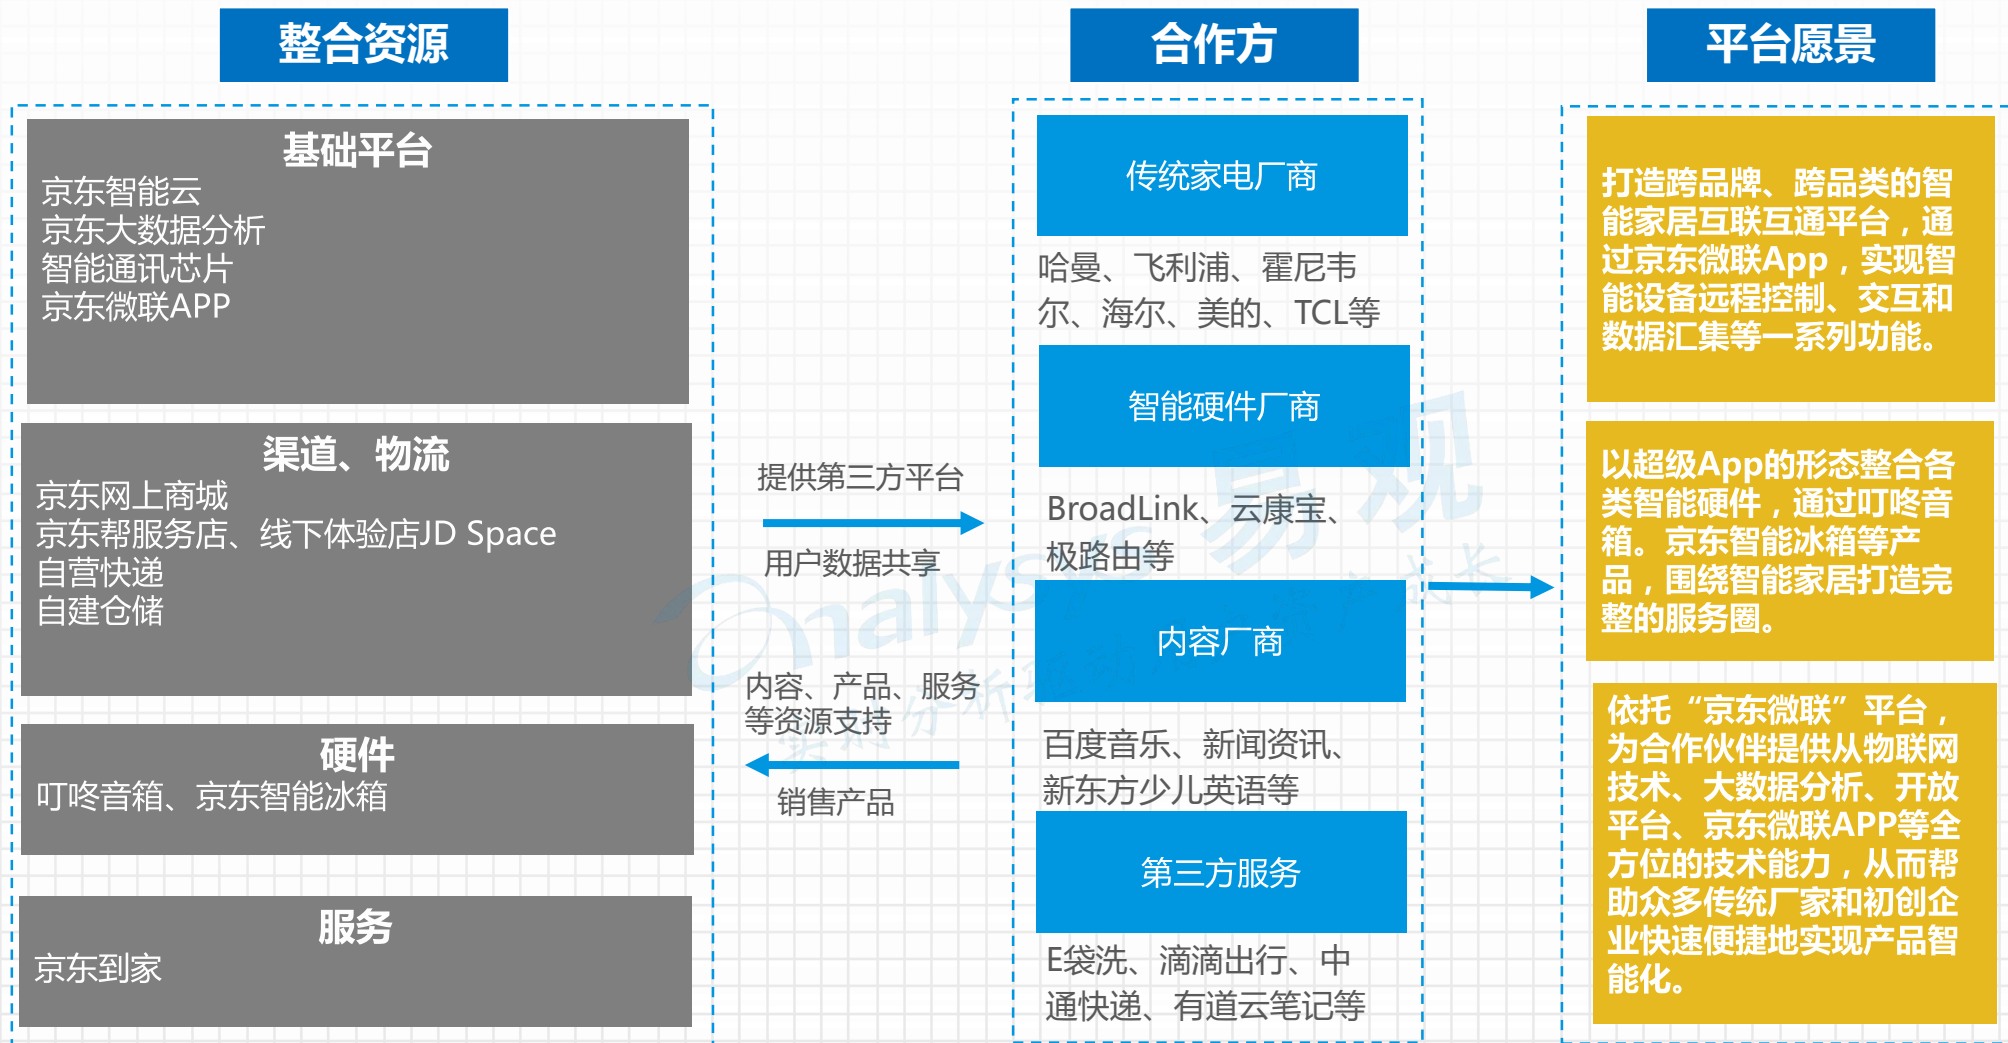 整合资源
合作方
平台愿景
基础平台
京东智能云
京东大数据分析
智能通讯芯片
京东微联APP
渠道、物流
京东网上商城
京东帮服务店、线下体验店JD Space
自营快递
自建仓储
硬件
叮咚音箱、京东智能冰箱
服务
京东到家
提供第三方平台
用户数据共享
内容、产品、服务
等资源支持
销售产品
传统家电厂商
哈曼、飞利浦、霍尼韦
尔、海尔、美的、TCL等
智能硬件厂商
BroadLink、云康宝、
极路由等
内容厂商
百度音乐、新闻资讯、
新东方少儿英语等
第三方服务
E袋洗、滴滴出行、中
通快递、有道云笔记等
打造跨品牌、跨品类的智
能家居互联互通平台，通
过京东微联App，实现智
能设备远程控制、交互和
数据汇集等一系列功能。
以超级App的形态整合各
类智能硬件，通过叮咚音
箱。京东智能冰箱等产
品，围绕智能家居打造完
整的服务圈。
依托“京东微联”平台，
为合作伙伴提供从物联网
技术、大数据分析、开放
平台、京东微联APP等全
方位的技术能力，从而帮
助众多传统厂家和初创企
业快速便捷地实现产品智
能化。
analysys 易观